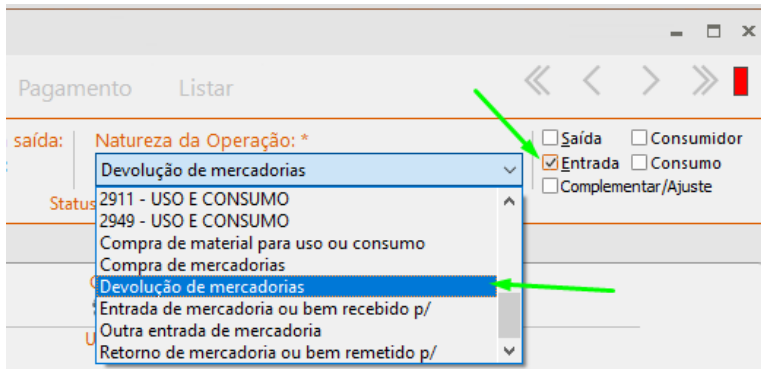 Pagamento Listar
saída: Natureza da Operação: *
Saída Consumidor
Devolução de mercadorias
Entrada Consumo
Complementar/Ajuste
Status
2911 - USO E CONSUMO
2949 - USO E CONSUMO
Compra de material para uso ou consumo
Compra de mercadorias
Devolução de mercadorias
Entrada de mercadoria ou bem recebido p/
Outra entrada de mercadoria
Retorno de mercadoria ou bem remetido p/